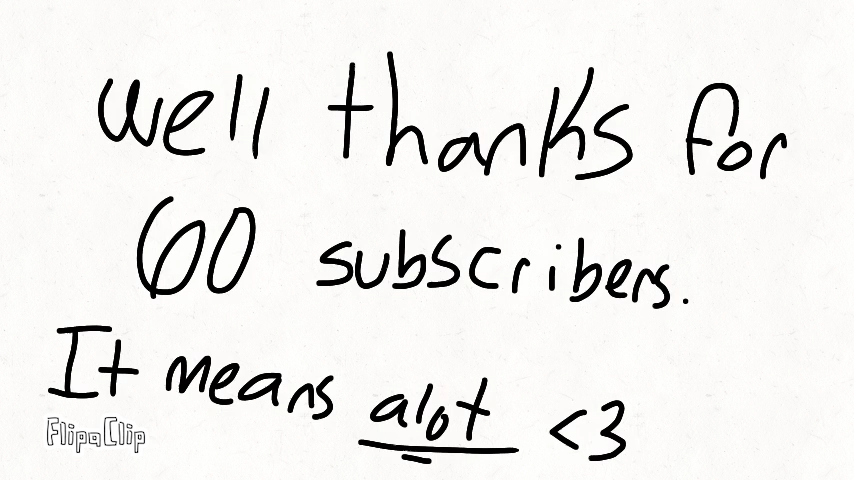 well thanks for
60 subscribers.
It means alot <3
FlipaClip